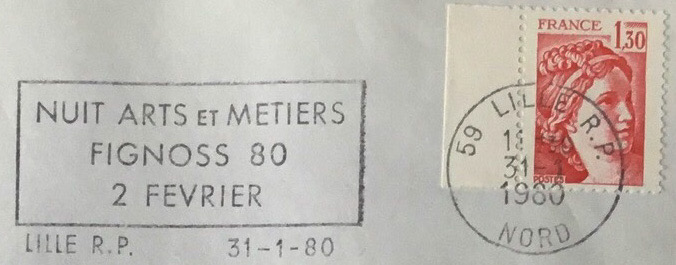 NUIT ARTS ET METIERS
FIGNOSS 80
2 FEVRIER
LILLE R.P. 31-1-80
FRANCE 1,30
POSTES
59 LILLE R.P.
31
1980
NORD